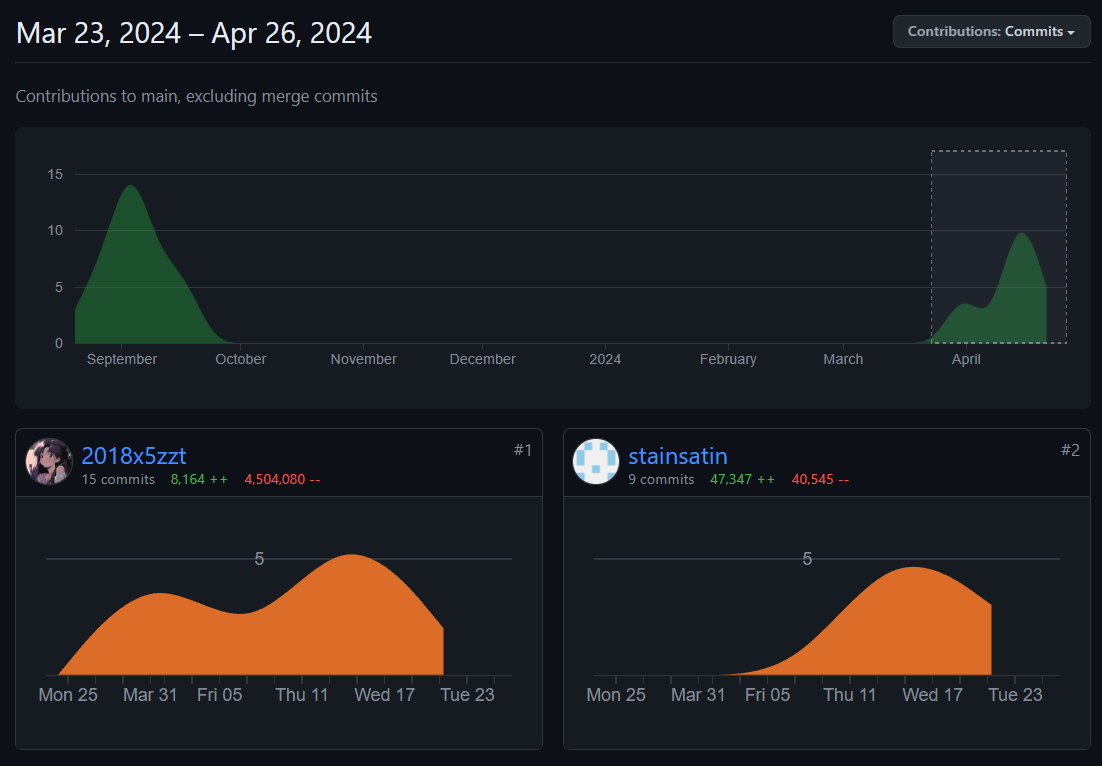 Mar 23, 2024 – Apr 26, 2024
Contributions: Commits
Contributions to main, excluding merge commits
15
10
5
0
September October November December 2024 February March April
2018x5zzt #1
15 commits 8,164 ++ 4,504,080 --
5
Mon 25 Mar 31 Fri 05 Thu 11 Wed 17 Tue 23
stainsatin #2
9 commits 47,347 ++ 40,545 --
5
Mon 25 Mar 31 Fri 05 Thu 11 Wed 17 Tue 23